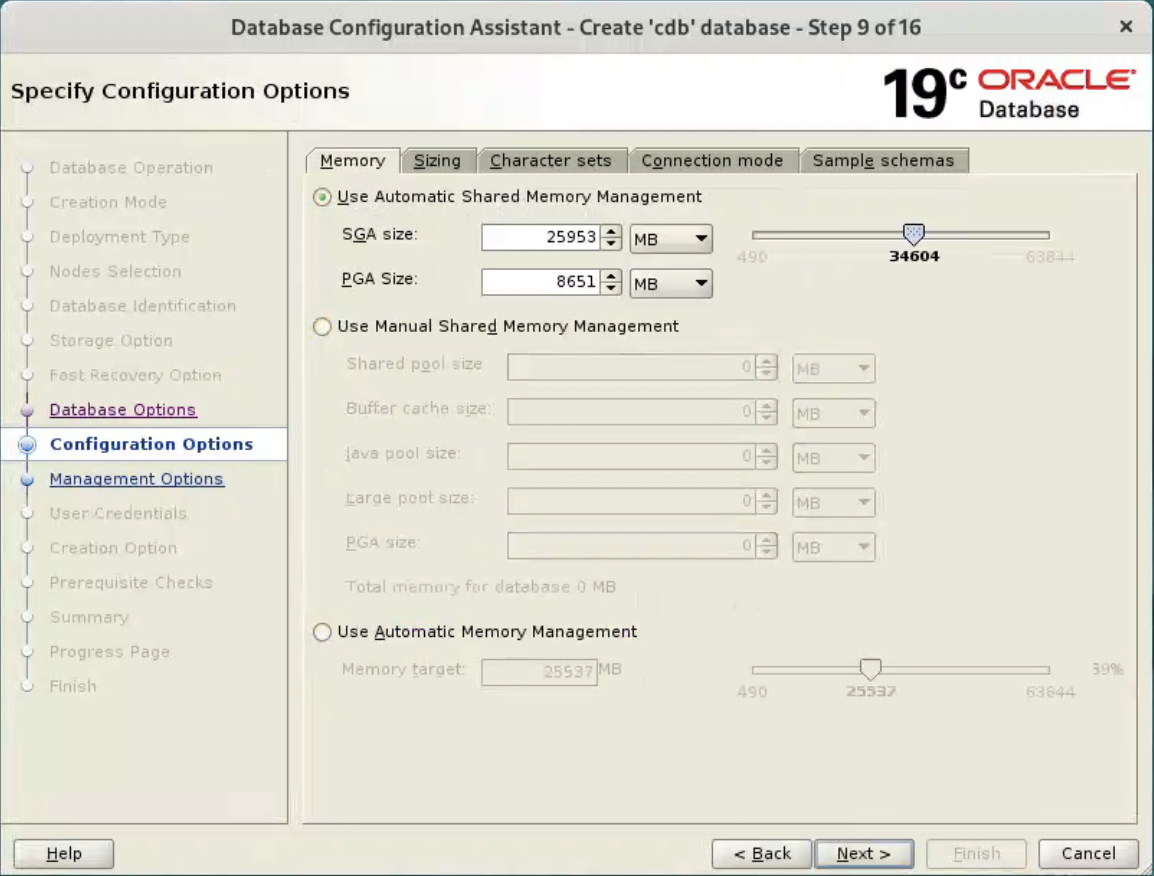 Database Configuration Assistant - Create 'cdb' database - Step 9 of 16
×
Specify Configuration Options
19c ORACLE
Database
Database Operation
Creation Mode
Deployment Type
Nodes Selection
Database Identification
Storage Option
Fast Recovery Option
Database Options
Configuration Options
Management Options
User Credentials
Creation Option
Prerequisite Checks
Summary
Progress Page
Finish
Memory Sizing Character sets Connection mode Sample schemas
Use Automatic Shared Memory Management
SGA size: 25953 MB
490 34604 63844
PGA Size: 8651 MB
Use Manual Shared Memory Management
Shared pool size 0 MB
Buffer cache size: 0 MB
Java pool size: 0 MB
Large pool size: 0 MB
PGA size: 0 MB
Total memory for database 0 MB
Use Automatic Memory Management
Memory target: 25537 MB 39%
490 25537 63844
Help < Back Next > Finish Cancel